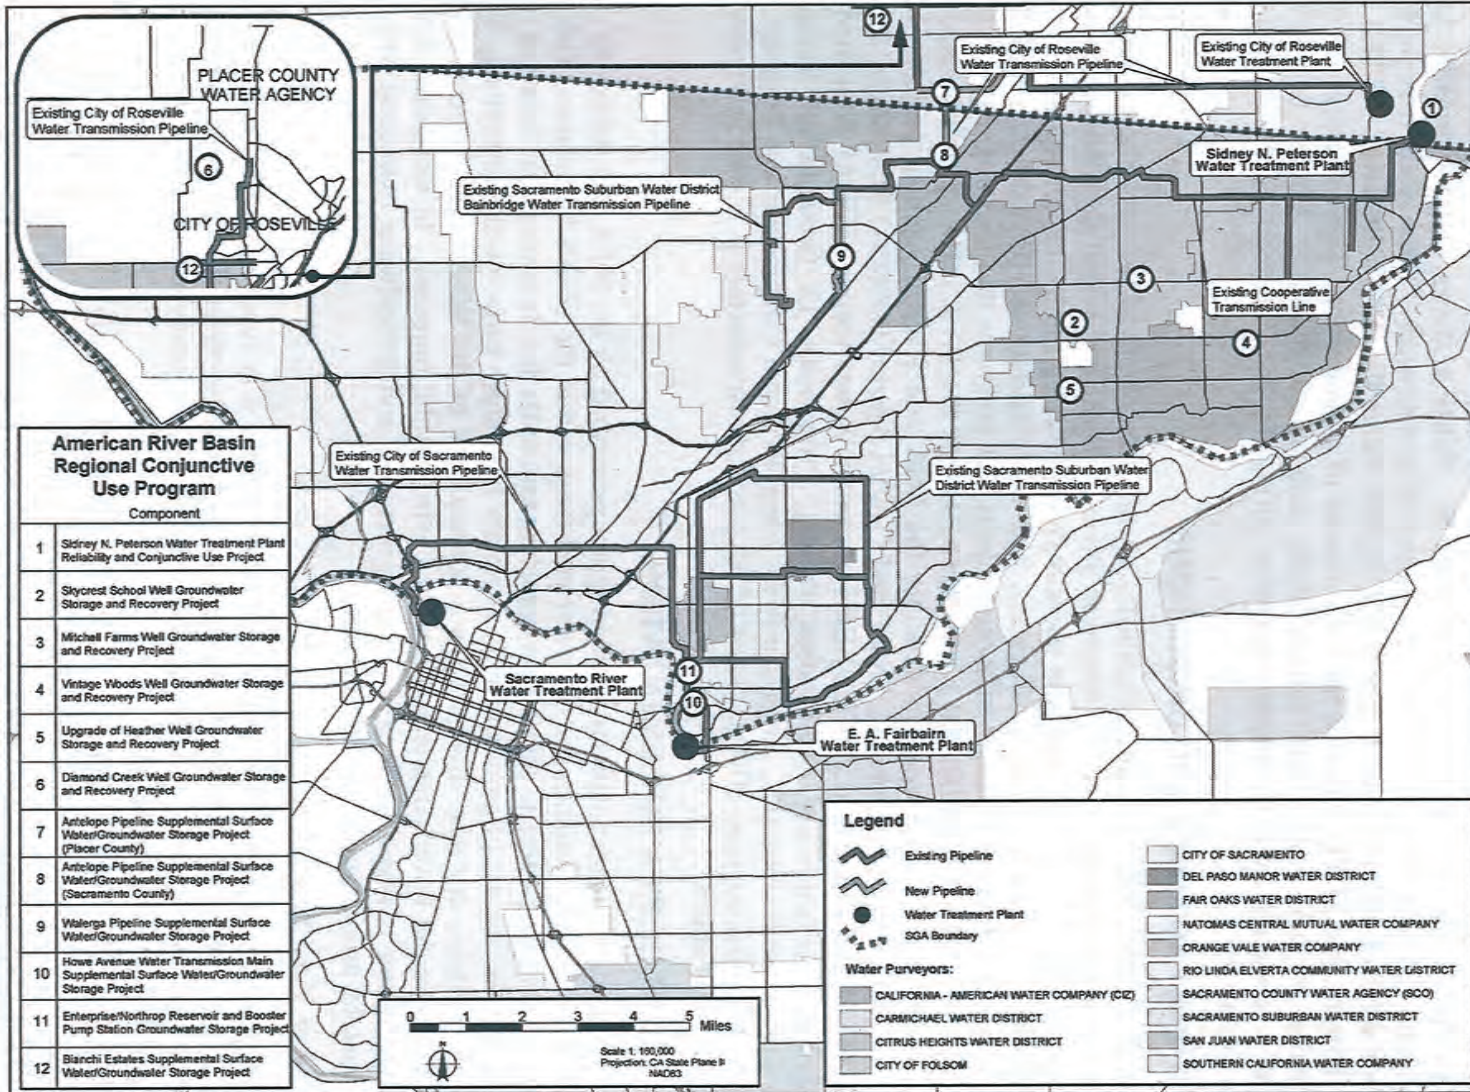 PLACER COUNTY
WATER AGENCY
Existing City of Roseville
Water Transmission Pipeline
6
CITY OF ROSEVILLE
12
12
Existing City of Roseville
Water Transmission Pipeline
Existing City of Roseville
Water Treatment Plant
7
1
8
Sidney N. Peterson
Water Treatment Plant
Existing Sacramento Suburban Water District
Bainbridge Water Transmission Pipeline
9
3
Existing Cooperative
Transmission Line
2
4
5
Existing City of Sacramento
Water Transmission Pipeline
Existing Sacramento Suburban Water
District Water Transmission Pipeline
Sacramento River
Water Treatment Plant
11
10
E. A. Fairbairn
Water Treatment Plant
American River Basin
Regional Conjunctive
Use Program
Component
1 Sidney N. Peterson Water Treatment Plant
Reliability and Conjunctive Use Project
2 Skycrest School Well Groundwater
Storage and Recovery Project
3 Mitchell Farms Well Groundwater Storage
and Recovery Project
4 Vintage Woods Well Groundwater Storage
and Recovery Project
5 Upgrade of Heather Well Groundwater
Storage and Recovery Project
6 Diamond Creek Well Groundwater Storage
and Recovery Project
7 Antelope Pipeline Supplemental Surface
Water/Groundwater Storage Project
(Placer County)
8 Antelope Pipeline Supplemental Surface
Water/Groundwater Storage Project
(Sacramento County)
9 Walerga Pipeline Supplemental Surface
Water/Groundwater Storage Project
10 Howe Avenue Water Transmission Main
Supplemental Surface Water/Groundwater
Storage Project
11 Enterprise/Northrop Reservoir and Booster
Pump Station Groundwater Storage Project
12 Bianchi Estates Supplemental Surface
Water/Groundwater Storage Project
0 1 2 3 4 5 Miles
N
Scale 1: 160,000
Projection: CA State Plane II
NAD83
Legend
Existing Pipeline
New Pipeline
Water Treatment Plant
SGA Boundary
Water Purveyors:
CALIFORNIA - AMERICAN WATER COMPANY (CIZ)
CARMICHAEL WATER DISTRICT
CITRUS HEIGHTS WATER DISTRICT
CITY OF FOLSOM
CITY OF SACRAMENTO
DEL PASO MANOR WATER DISTRICT
FAIR OAKS WATER DISTRICT
NATOMAS CENTRAL MUTUAL WATER COMPANY
ORANGE VALE WATER COMPANY
RIO LINDA ELVERTA COMMUNITY WATER DISTRICT
SACRAMENTO COUNTY WATER AGENCY (SCO)
SACRAMENTO SUBURBAN WATER DISTRICT
SAN JUAN WATER DISTRICT
SOUTHERN CALIFORNIA WATER COMPANY